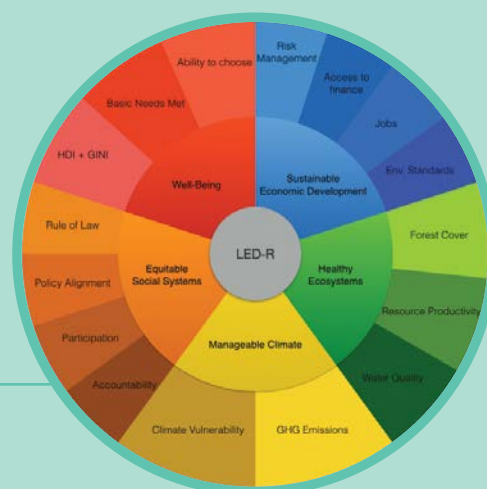 Ability to choose
Risk
Management
Access to
finance
Jobs
Env. Standards
Basic Needs Met
HDI + GINI
Well-Being
Sustainable
Economic Development
Rule of Law
Policy Alignment
Participation
Accountability
Equitable
Social Systems
LED-R
Healthy
Ecosystems
Forest Cover
Resource Productivity
Water Quality
Manageable Climate
Climate Vulnerability
GHG Emissions